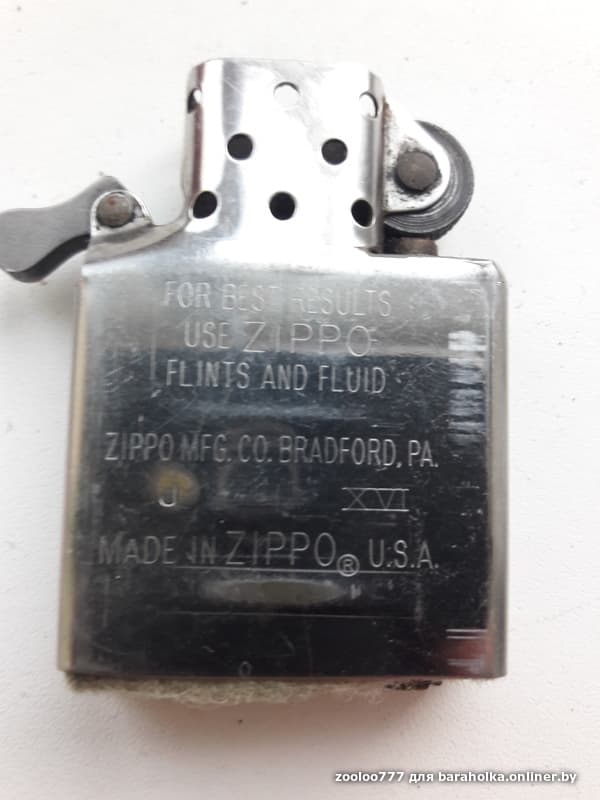 FOR BEST RESULTS
USE ZIPPO
FLINTS AND FLUID
ZIPPO MFG. CO. BRADFORD, PA.
J XVI
MADE IN ZIPPO® U.S.A.
zooloo777 для baraholka.onliner.by